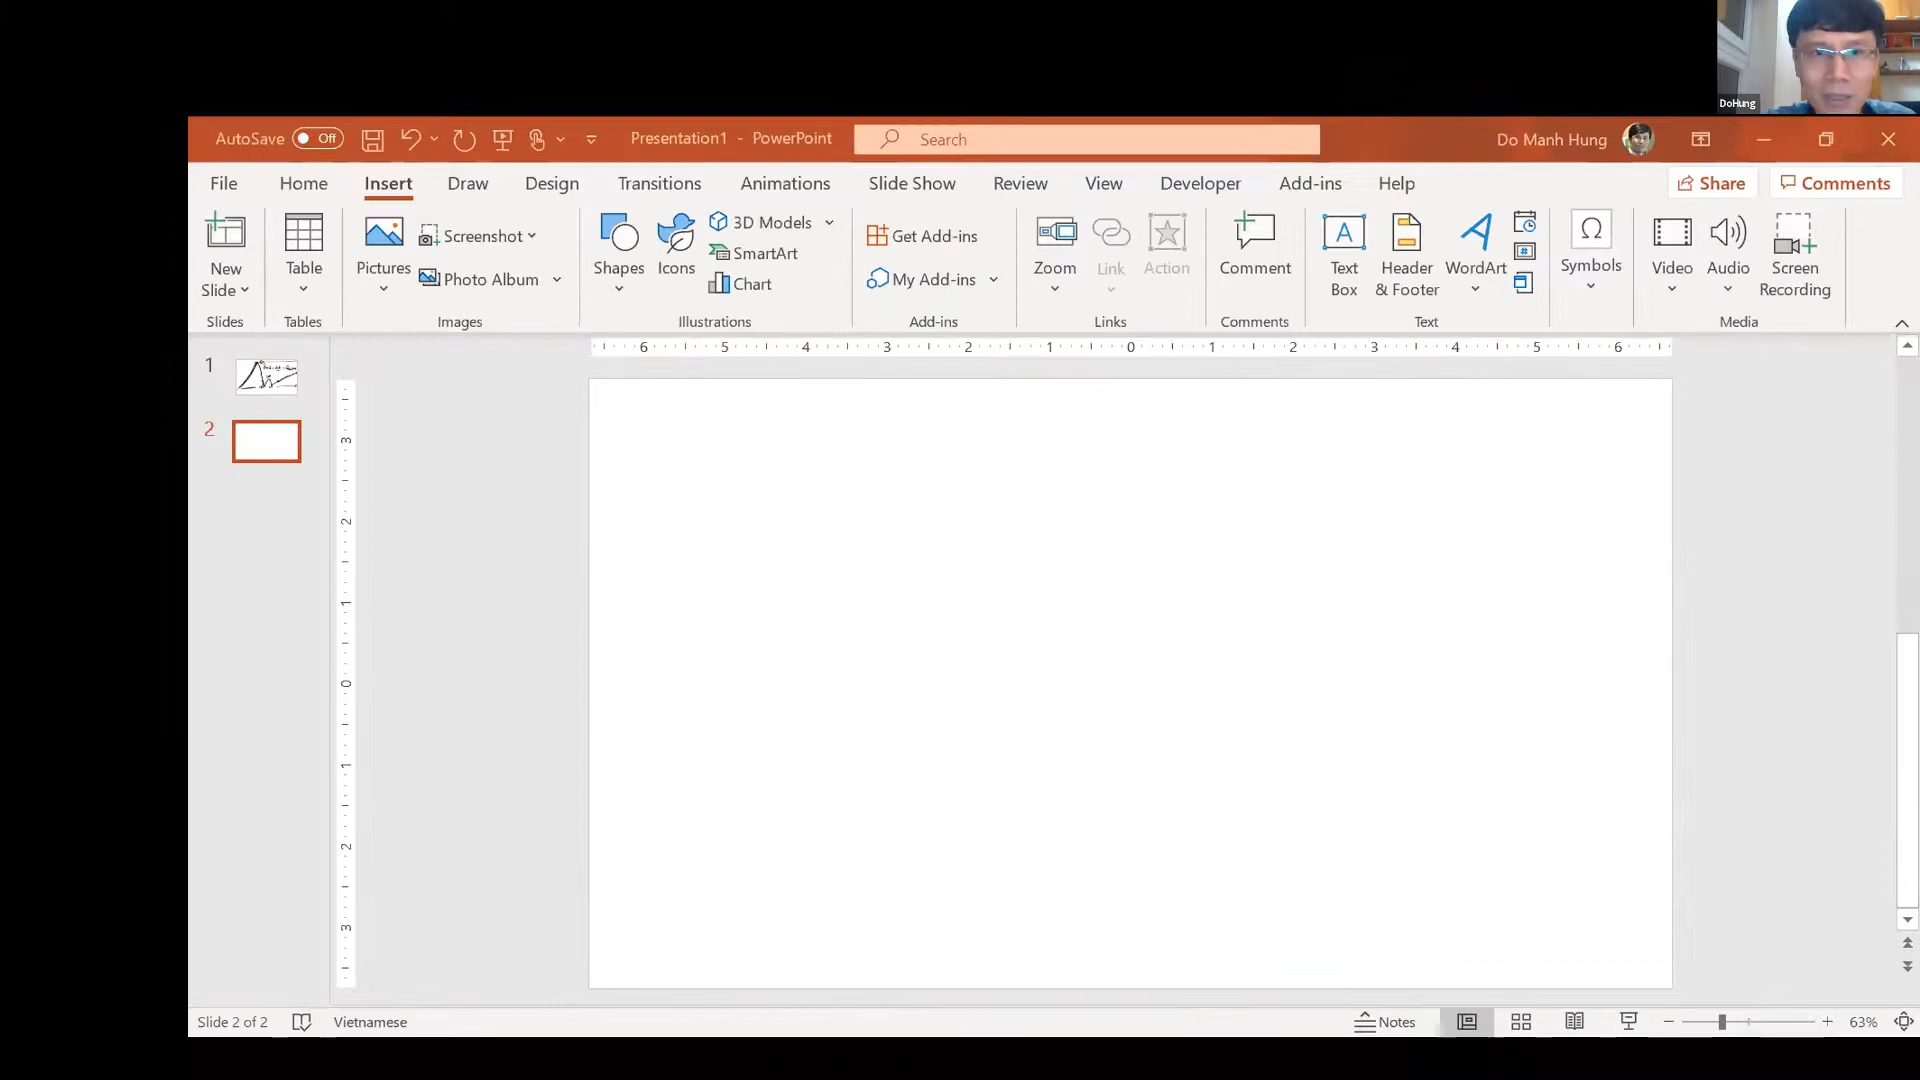 DoHung
AutoSave Off Presentation1 - PowerPoint Search Do Manh Hung
File Home Insert Draw Design Transitions Animations Slide Show Review View Developer Add-ins Help Share Comments
New Slide
Table
Pictures
Screenshot
Photo Album
Shapes
Icons
3D Models
SmartArt
Chart
Get Add-ins
My Add-ins
Zoom
Link
Action
Comment
Text Box
Header & Footer
WordArt
Symbols
Video
Audio
Screen Recording
Slides Tables Images Illustrations Add-ins Links Comments Text Media
6 5 4 3 2 1 0 1 2 3 4 5 6
1
2
3
2
1
0
1
2
3
Slide 2 of 2 Vietnamese Notes 63%